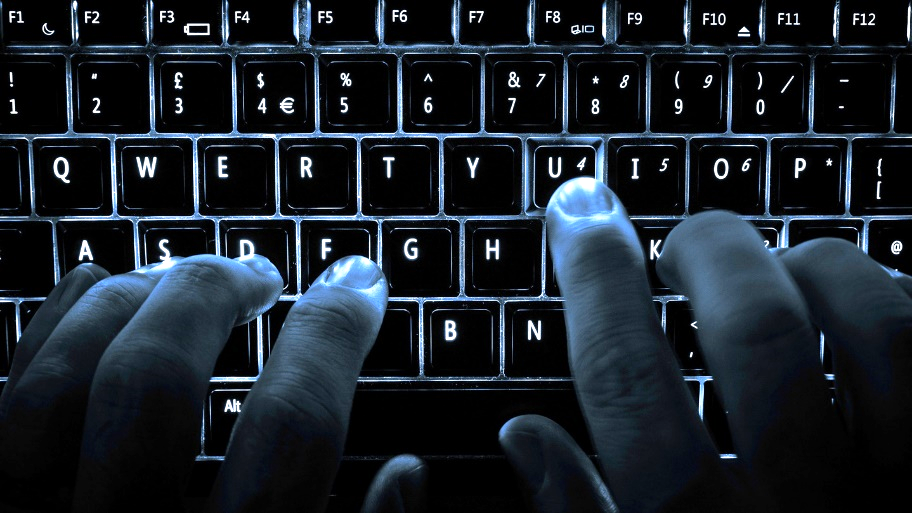 F1 F2 F3 F4 F5 F6 F7 F8 F9 F10 F11 F12
! " £ $ % ^ & 7 * 8 ( 9 ) / _
1 2 3 4 € 5 6 7 8 9 0 -
Q W E R T Y U 4 I 5 O 6 P * {
[
A S D F G H K @
B N <
,
Alt